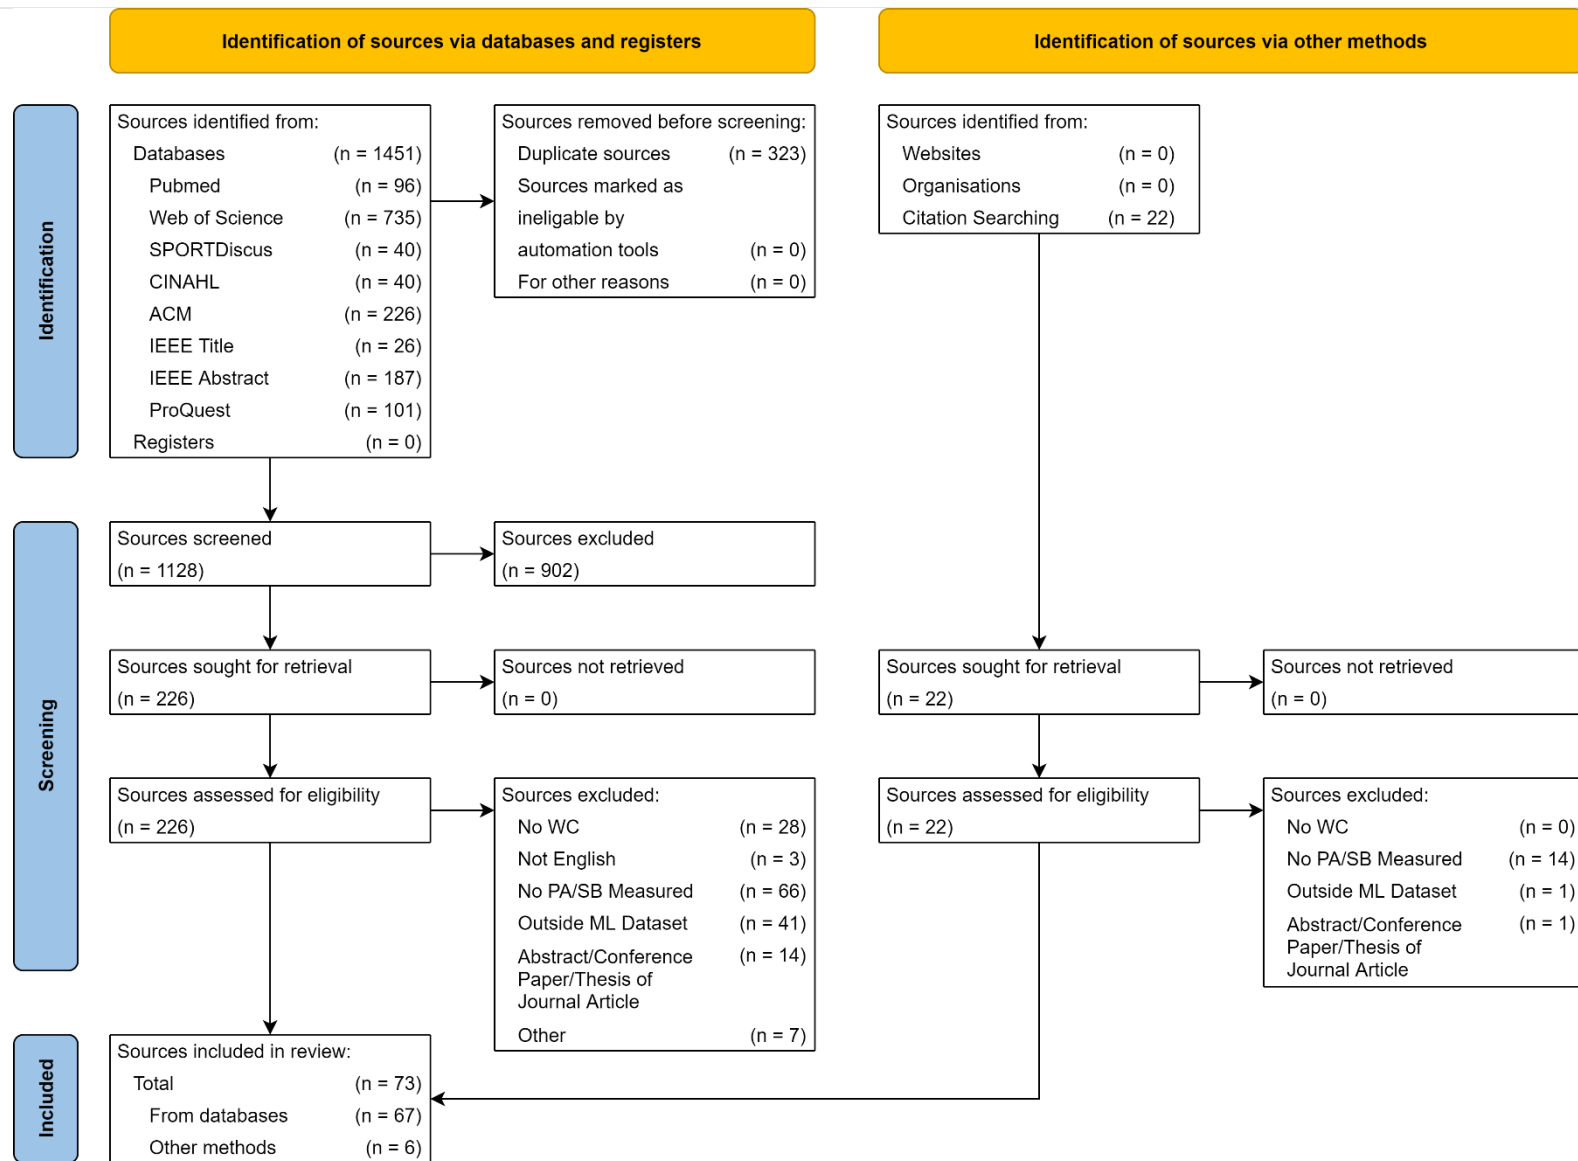 Identification of sources via databases and registers
Identification of sources via other methods
Identification
Sources identified from:
Databases (n = 1451)
Pubmed (n = 96)
Web of Science (n = 735)
SPORTDiscus (n = 40)
CINAHL (n = 40)
ACM (n = 226)
IEEE Title (n = 26)
IEEE Abstract (n = 187)
ProQuest (n = 101)
Registers (n = 0)
Sources removed before screening:
Duplicate sources (n = 323)
Sources marked as
ineligable by
automation tools (n = 0)
For other reasons (n = 0)
Sources identified from:
Websites (n = 0)
Organisations (n = 0)
Citation Searching (n = 22)
Screening
Sources screened
(n = 1128)
Sources excluded
(n = 902)
Sources sought for retrieval
(n = 226)
Sources not retrieved
(n = 0)
Sources sought for retrieval
(n = 22)
Sources not retrieved
(n = 0)
Sources assessed for eligibility
(n = 226)
Sources excluded:
No WC (n = 28)
Not English (n = 3)
No PA/SB Measured (n = 66)
Outside ML Dataset (n = 41)
Abstract/Conference (n = 14)
Paper/Thesis of
Journal Article
Other (n = 7)
Sources assessed for eligibility
(n = 22)
Sources excluded:
No WC (n = 0)
No PA/SB Measured (n = 14)
Outside ML Dataset (n = 1)
Abstract/Conference (n = 1)
Paper/Thesis of
Journal Article
Included
Sources included in review:
Total (n = 73)
From databases (n = 67)
Other methods (n = 6)